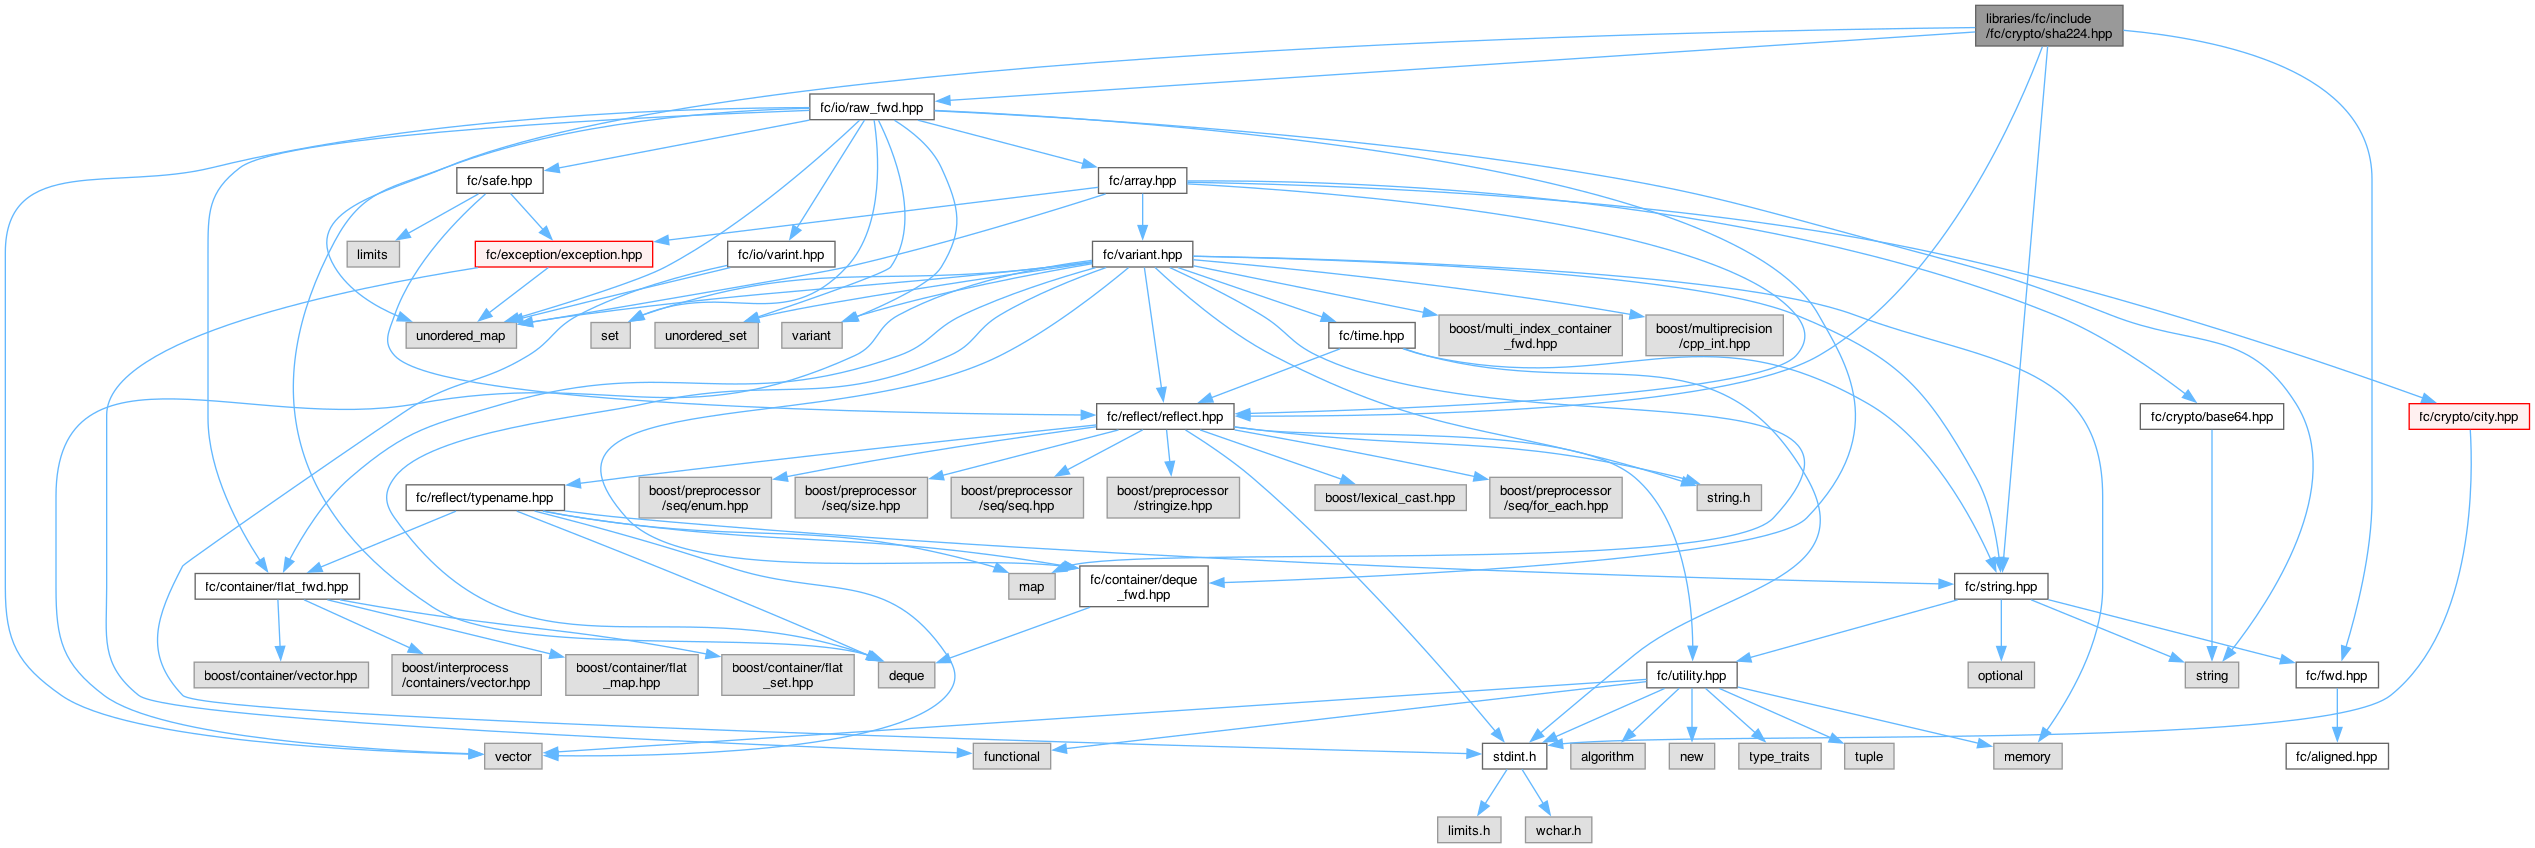 libraries/fc/include
/fc/crypto/sha224.hpp
fc/io/raw_fwd.hpp
fc/safe.hpp
fc/array.hpp
limits
fc/exception/exception.hpp
fc/io/varint.hpp
fc/variant.hpp
unordered_map
set
unordered_set
variant
fc/time.hpp
boost/multi_index_container
_fwd.hpp
boost/multiprecision
/cpp_int.hpp
fc/reflect/reflect.hpp
fc/crypto/base64.hpp
fc/crypto/city.hpp
fc/reflect/typename.hpp
boost/preprocessor
/seq/enum.hpp
boost/preprocessor
/seq/size.hpp
boost/preprocessor
/seq/seq.hpp
boost/preprocessor
/stringize.hpp
boost/lexical_cast.hpp
boost/preprocessor
/seq/for_each.hpp
string.h
fc/container/flat_fwd.hpp
map
fc/container/deque
_fwd.hpp
fc/string.hpp
boost/container/vector.hpp
boost/interprocess
/containers/vector.hpp
boost/container/flat
_map.hpp
boost/container/flat
_set.hpp
deque
fc/utility.hpp
optional
string
fc/fwd.hpp
vector
functional
stdint.h
algorithm
new
type_traits
tuple
memory
fc/aligned.hpp
limits.h
wchar.h